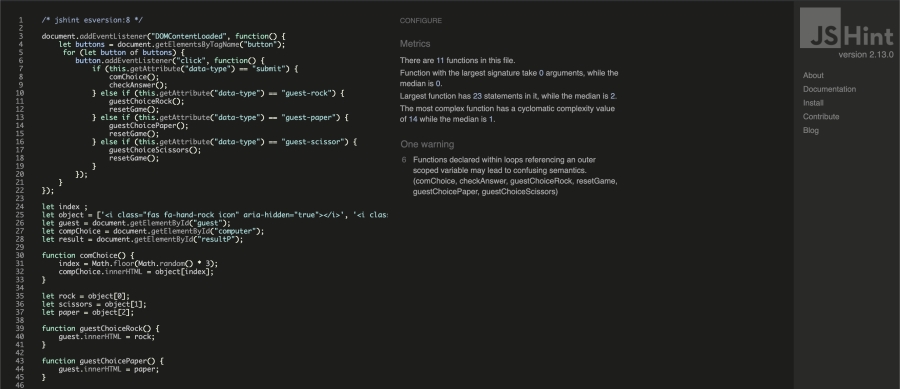 1 /* jshint esversion:8 */
2
3 document.addEventListener("DOMContentLoaded", function() {
4 let buttons = document.getElementsByTagName("button");
5 for (let button of buttons) {
6 button.addEventListener("click", function() {
7 if (this.getAttribute("data-type") == "submit") {
8 comChoice();
9 checkAnswer();
10 } else if (this.getAttribute("data-type") == "guest-rock") {
11 guestChoiceRock();
12 resetGame();
13 } else if (this.getAttribute("data-type") == "guest-paper") {
14 guestChoicePaper();
15 resetGame();
16 } else if (this.getAttribute("data-type") == "guest-scissor") {
17 guestChoiceScissors();
18 resetGame();
19 }
20 });
21 }
22 });
23
24 let index ;
25 let object = ['<i class="fas fa-hand-rock icon" aria-hidden="true"></i>', '<i clas
26 let guest = document.getElementById("guest");
27 let compChoice = document.getElementById("computer");
28 let result = document.getElementById("resultP");
29
30 function comChoice() {
31 index = Math.floor(Math.random() * 3);
32 compChoice.innerHTML = object[index];
33 }
34
35 let rock = object[0];
36 let scissors = object[1];
37 let paper = object[2];
38
39 function guestChoiceRock() {
40 guest.innerHTML = rock;
41 }
42
43 function guestChoicePaper() {
44 guest.innerHTML = paper;
45 }
46
CONFIGURE
Metrics
There are 11 functions in this file.
Function with the largest signature take 0 arguments, while the
median is 0.
Largest function has 23 statements in it, while the median is 2.
The most complex function has a cyclomatic complexity value
of 14 while the median is 1.
One warning
6 Functions declared within loops referencing an outer
scoped variable may lead to confusing semantics.
(comChoice, checkAnswer, guestChoiceRock, resetGame,
guestChoicePaper, guestChoiceScissors)
JSHint
version 2.13.0
About
Documentation
Install
Contribute
Blog